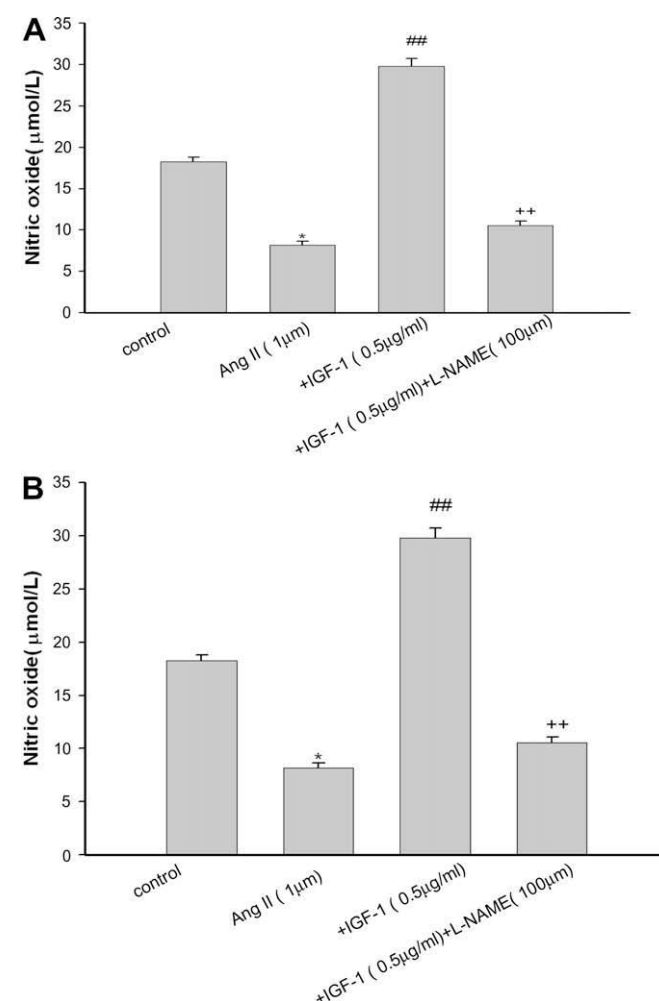 A
Nitric oxide( μmol/L)
35
30
25
20
15
10
5
0
##
*
++
control
Ang II ( 1μm)
+IGF-1 ( 0.5μg/ml)
+IGF-1 ( 0.5μg/ml)+L-NAME( 100μm)
B
Nitric oxide( μmol/L)
35
30
25
20
15
10
5
0
##
*
++
control
Ang II ( 1μm)
+IGF-1 ( 0.5μg/ml)
+IGF-1 ( 0.5μg/ml)+L-NAME( 100μm)